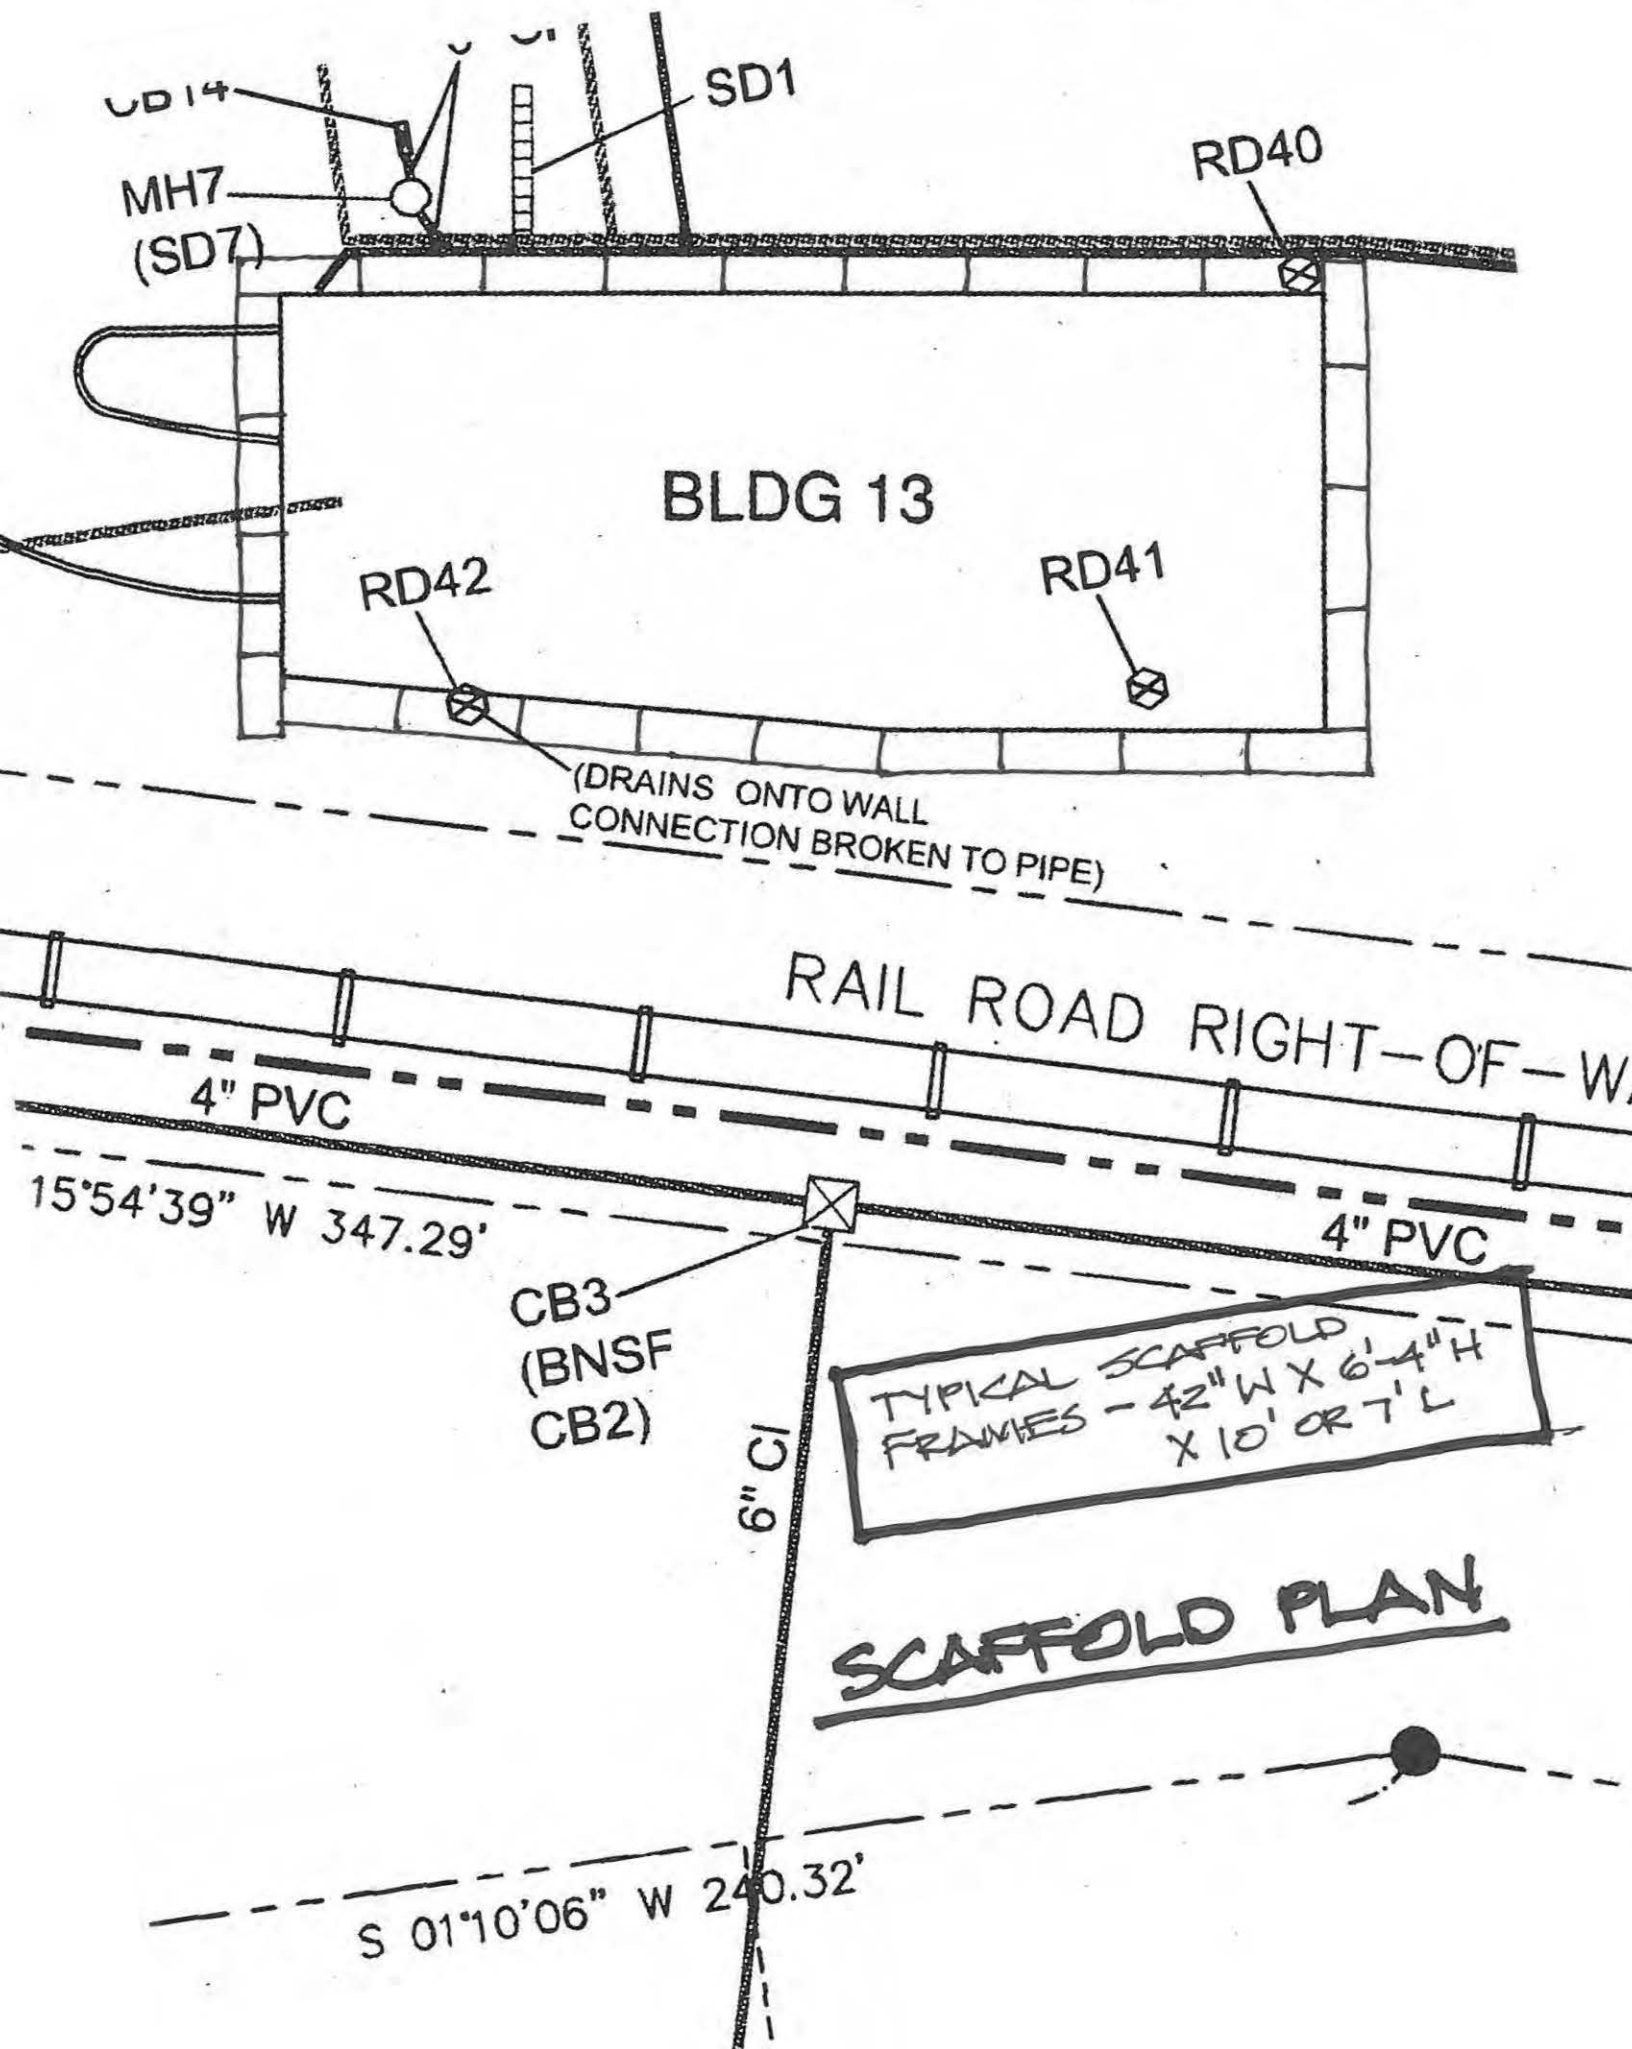 SD1
RD40
MH7
(SD7)
BLDG 13
RD42
RD41
(DRAINS ONTO WALL
CONNECTION BROKEN TO PIPE)
RAIL ROAD RIGHT-OF-
4" PVC
15°54'39" W 347.29'
4" PVC
CB3
(BNSF
CB2)
6" CI
TYPICAL SCAFFOLD
FRAMES - 42" W X 6'-4" H
X 10' OR 7' L
SCAFFOLD PLAN
S 01°10'06" W 240.32'